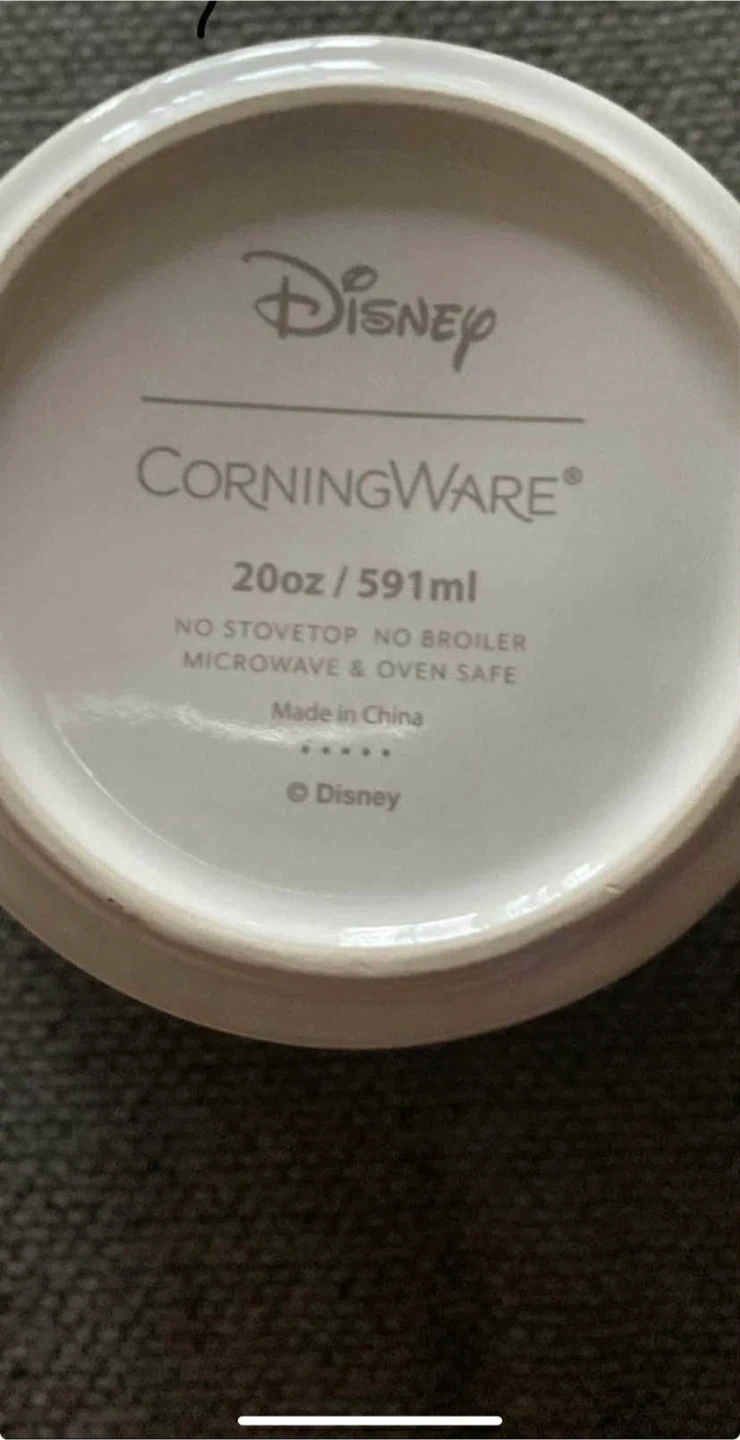 Disney
CORNINGWARE®
20oz / 591ml
NO STOVETOP NO BROILER
MICROWAVE & OVEN SAFE
Made in China
• • • • •
© Disney